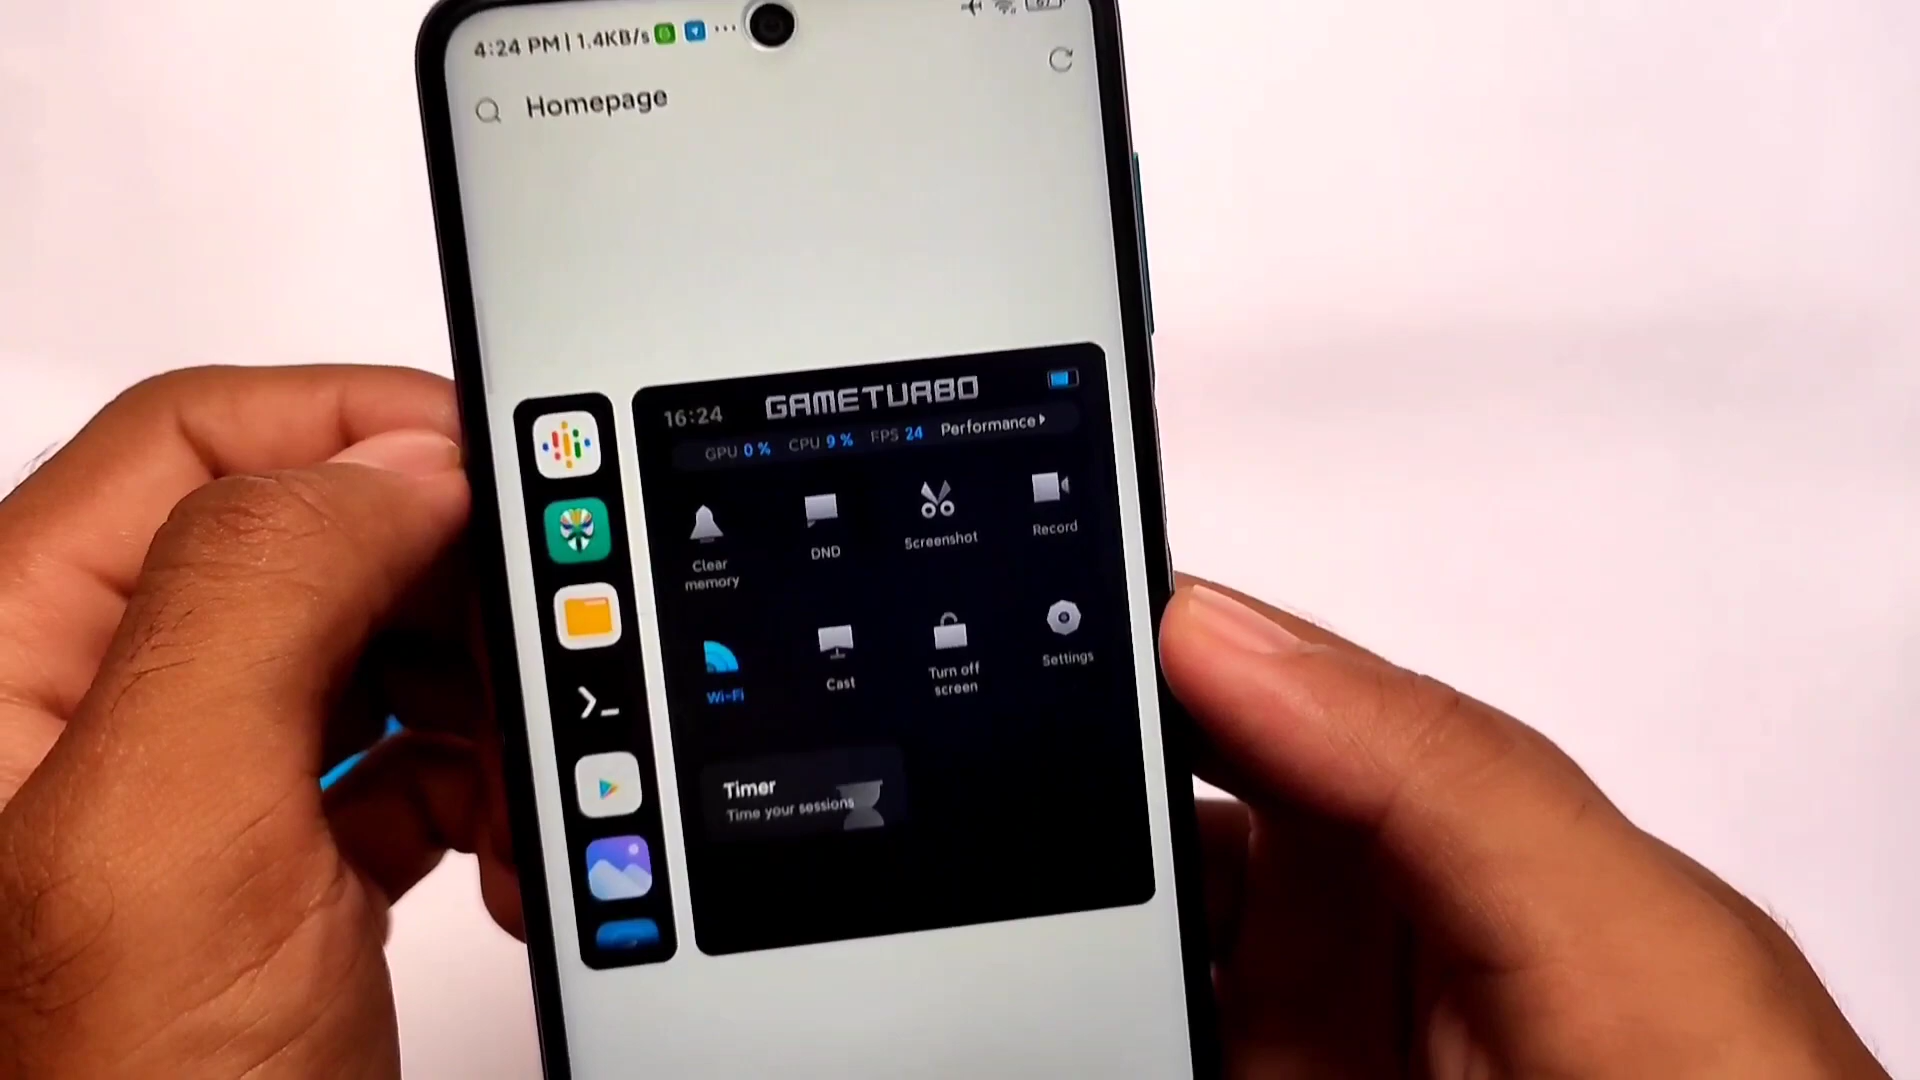 4:24 PM | 1.4KB/s ...
Homepage
16:24 GAMETURBO
GPU 0 % CPU 9 % FPS 24 Performance
Clear memory
DND
Screenshot
Record
Wi-Fi
Cast
Turn off screen
Settings
Timer
Time your sessions